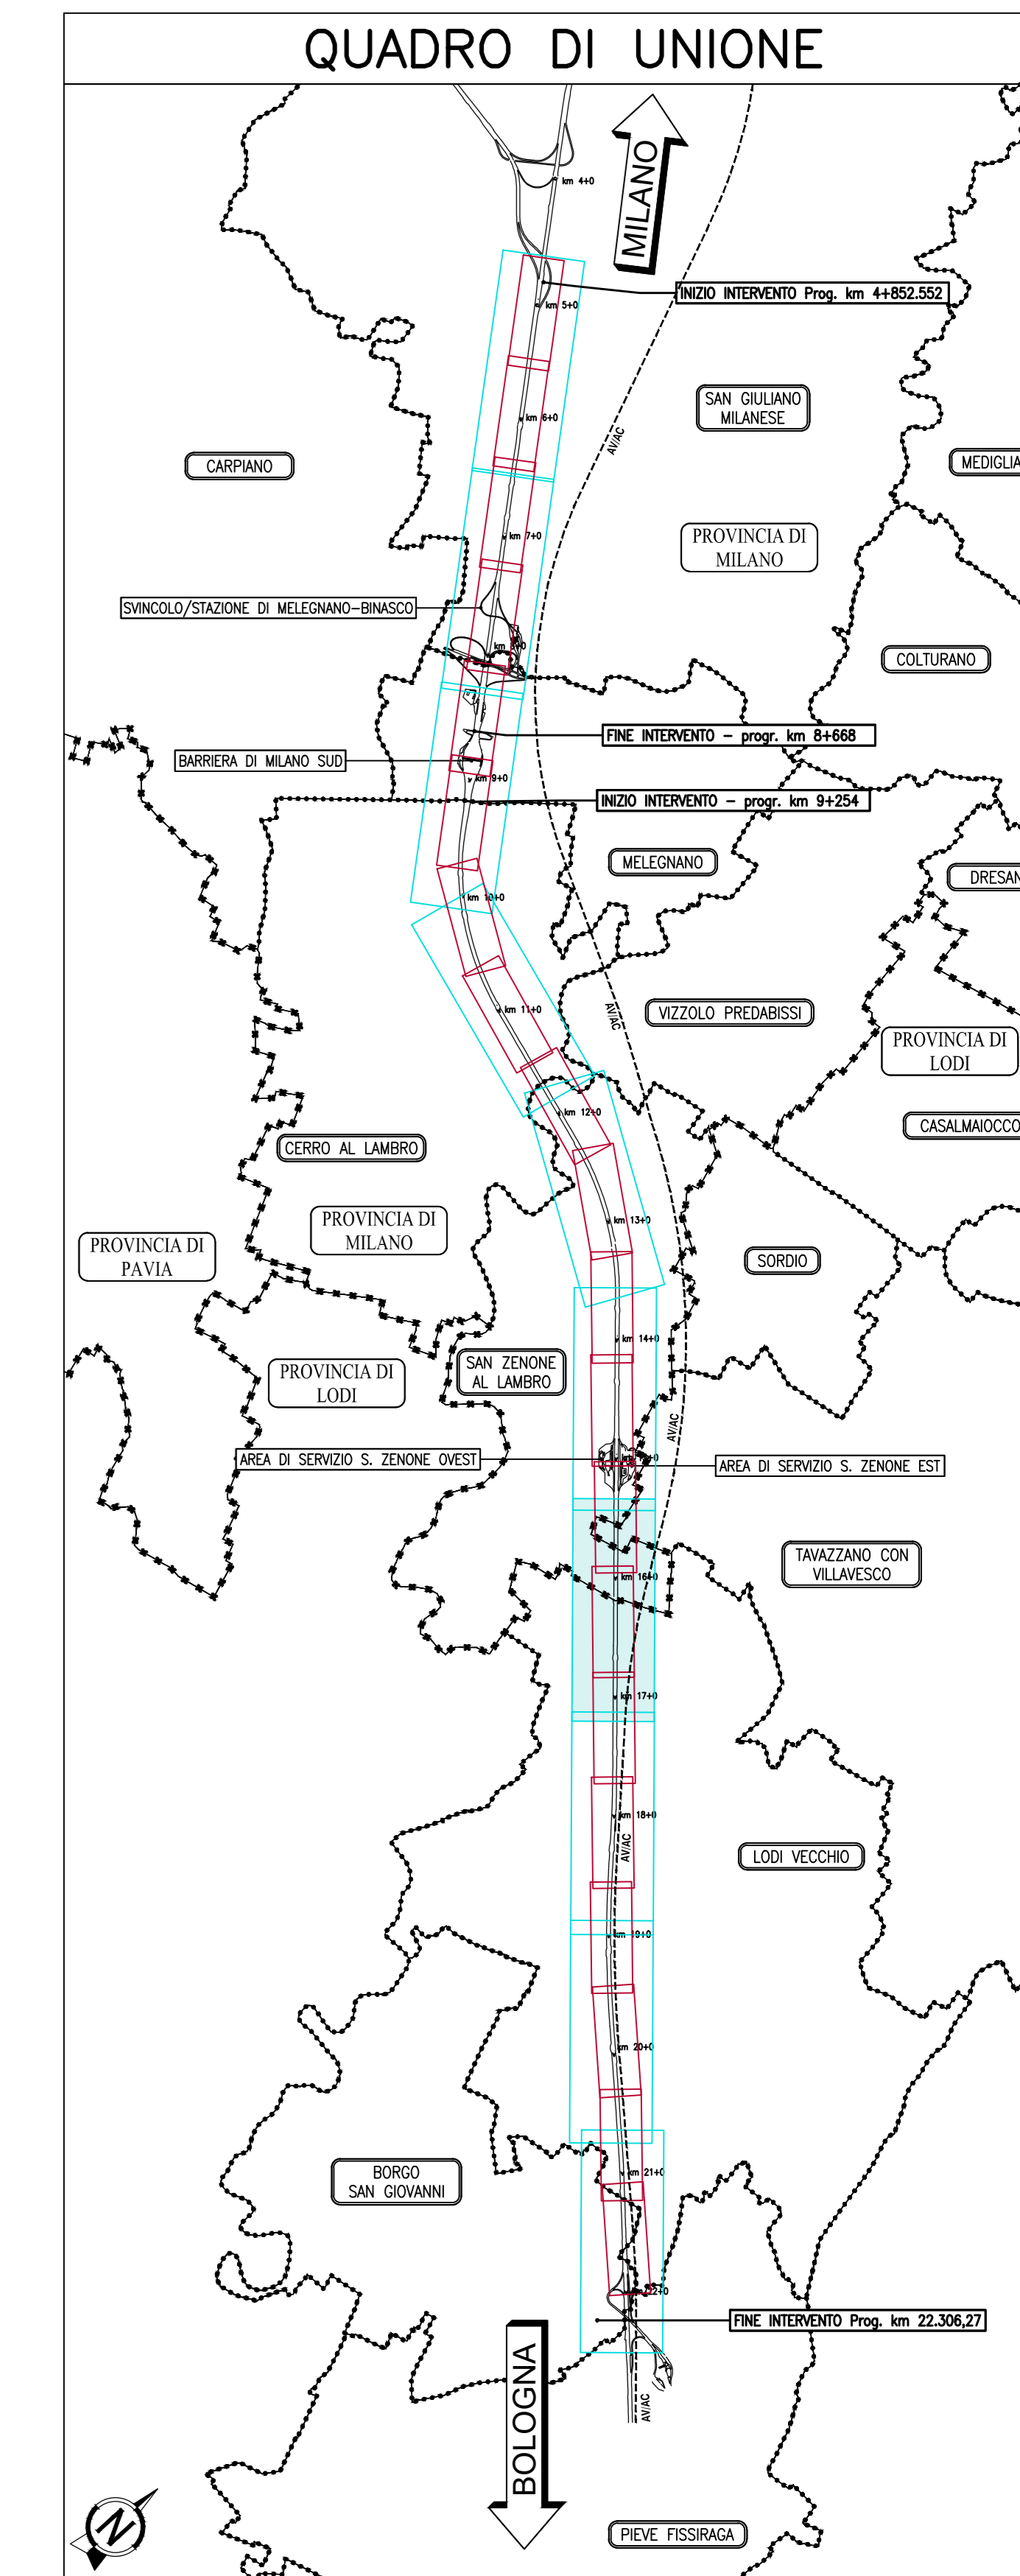 QUADRO DI UNIONE
MILANO
km 4+0
INIZIO INTERVENTO Prog. km 4+852.552
km 5+0
SAN GIULIANO
MILANESE
km 6+0
AV/AC
CARPIANO
MEDIGLIA
PROVINCIA DI
MILANO
km 7+0
SVINCOLO/STAZIONE DI MELEGNANO-BINASCO
COLTURANO
FINE INTERVENTO - progr. km 8+668
BARRIERA DI MILANO SUD
km 9+0
INIZIO INTERVENTO - progr. km 9+254
MELEGNANO
DRESAN
km 10+0
km 11+0
AV/AC
VIZZOLO PREDABISSI
PROVINCIA DI
LODI
km 12+0
CASALMAIOCCO
CERRO AL LAMBRO
PROVINCIA DI
MILANO
km 13+0
PROVINCIA DI
PAVIA
SORDIO
km 14+0
SAN ZENONE
AL LAMBRO
PROVINCIA DI
LODI
AV/AC
AREA DI SERVIZIO S. ZENONE OVEST
AREA DI SERVIZIO S. ZENONE EST
TAVAZZANO CON
VILLAVESCO
km 16+0
km 17+0
km 18+0
AV/AC
LODI VECCHIO
km 19+0
km 20+0
BORGO
SAN GIOVANNI
km 21+0
FINE INTERVENTO Prog. km 22.306,27
BOLOGNA
AV/AC
N
PIEVE FISSIRAGA